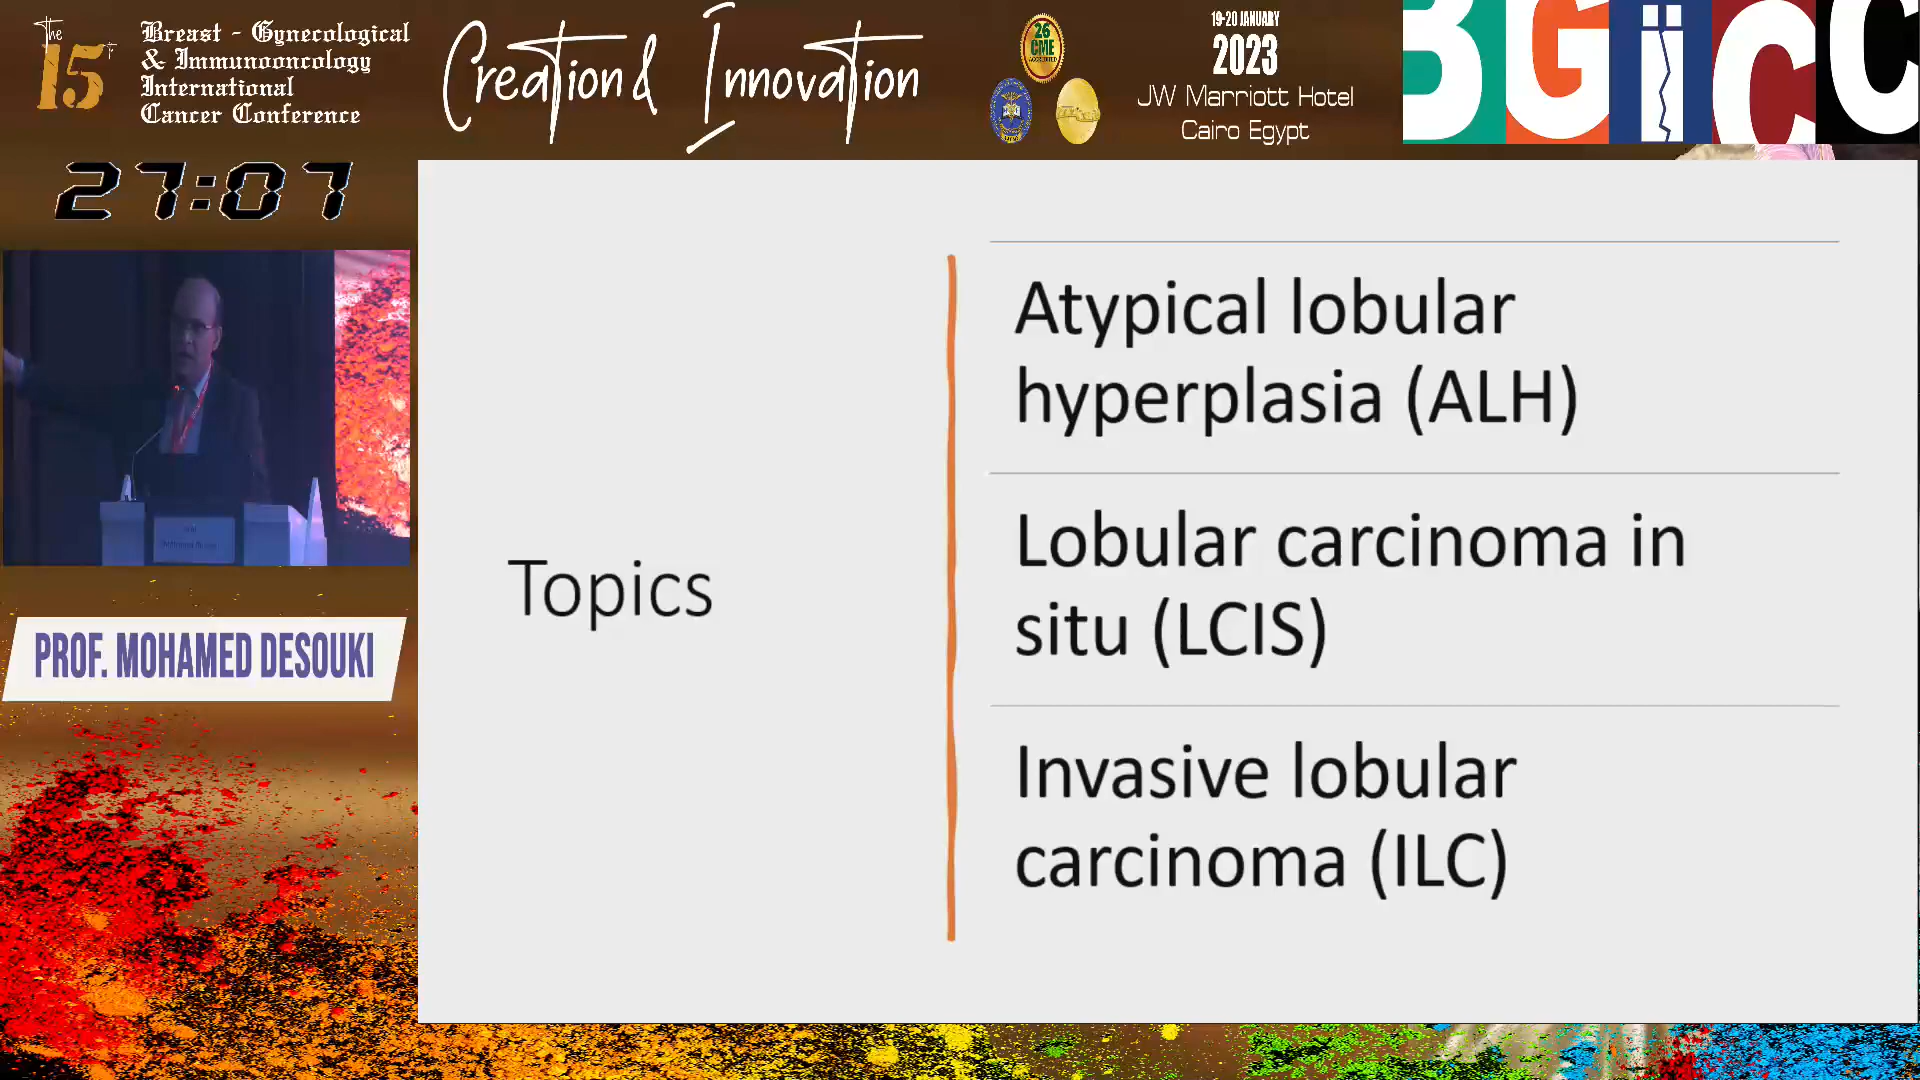 The
15
Breast - Gynecological
& Immunooncology
International
Cancer Conference
Creation & Innovation
26
CME
19-20 JANUARY
2023
JW Marriott Hotel
Cairo Egypt
BGiCC
27:07
PROF. MOHAMED DESOUKI
Topics
Atypical lobular
hyperplasia (ALH)
Lobular carcinoma in
situ (LCIS)
Invasive lobular
carcinoma (ILC)